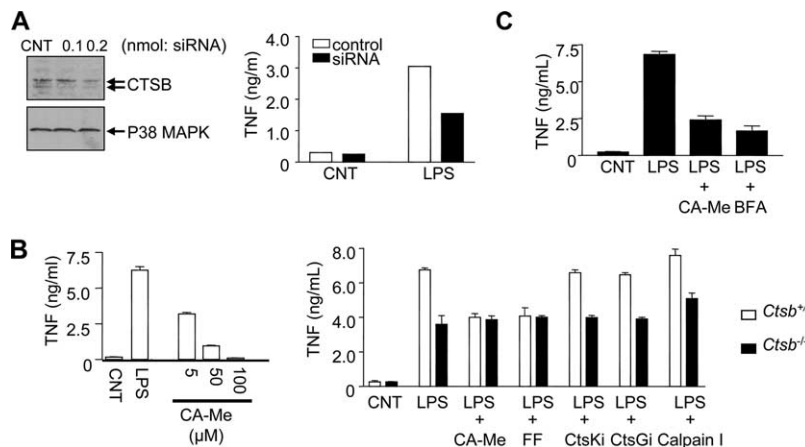 A
CNT 0.1 0.2 (nmol: siRNA)
CTSB
P38 MAPK
TNF (ng/m)
4.0
3.0
2.0
1.0
0
control
siRNA
CNT LPS
C
TNF (ng/mL)
7.5
5.0
2.5
0
CNT LPS LPS LPS
+ +
CA-Me BFA
B
TNF (ng/ml)
7.5
5.0
2.5
0
CNT LPS 5 50 100
CA-Me
(µM)
TNF (ng/mL)
8.0
6.0
4.0
2.0
0
CNT LPS LPS LPS LPS LPS LPS
+ + + + +
CA-Me FF CtsKi CtsGi Calpain I
Ctsb+/
Ctsb-/-